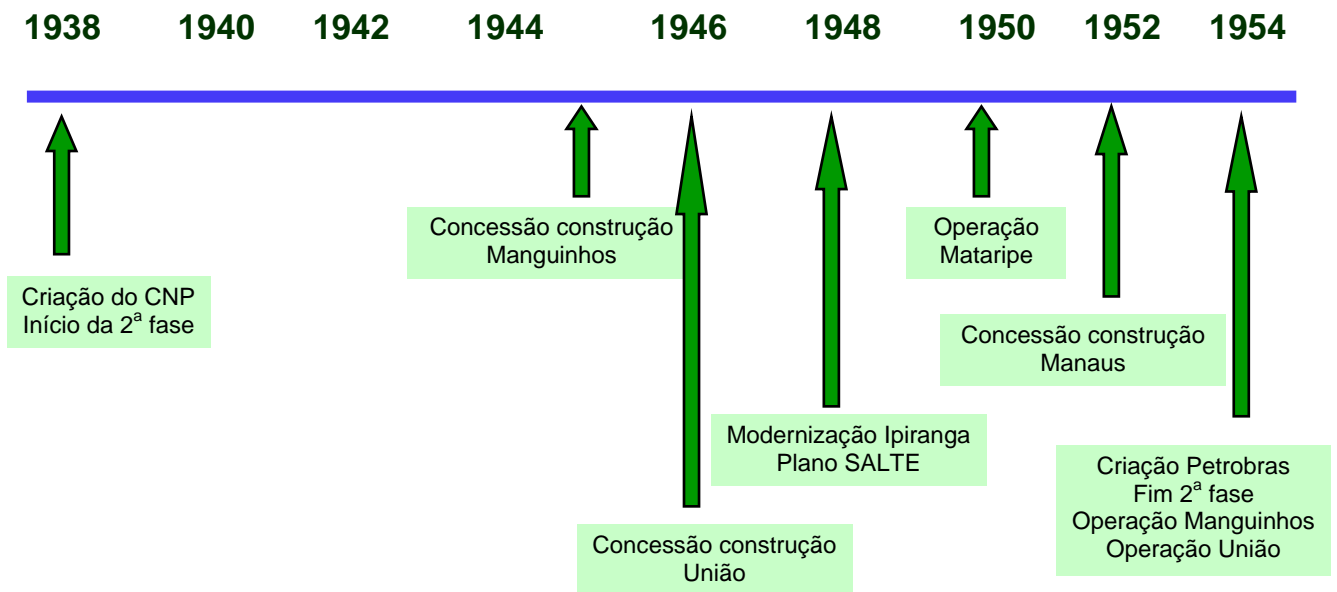 1938 1940 1942 1944 1946 1948 1950 1952 1954
Criação do CNP
Início da 2ª fase
Concessão construção
Manguinhos
Concessão construção
União
Modernização Ipiranga
Plano SALTE
Operação
Mataripe
Concessão construção
Manaus
Criação Petrobras
Fim 2ª fase
Operação Manguinhos
Operação União